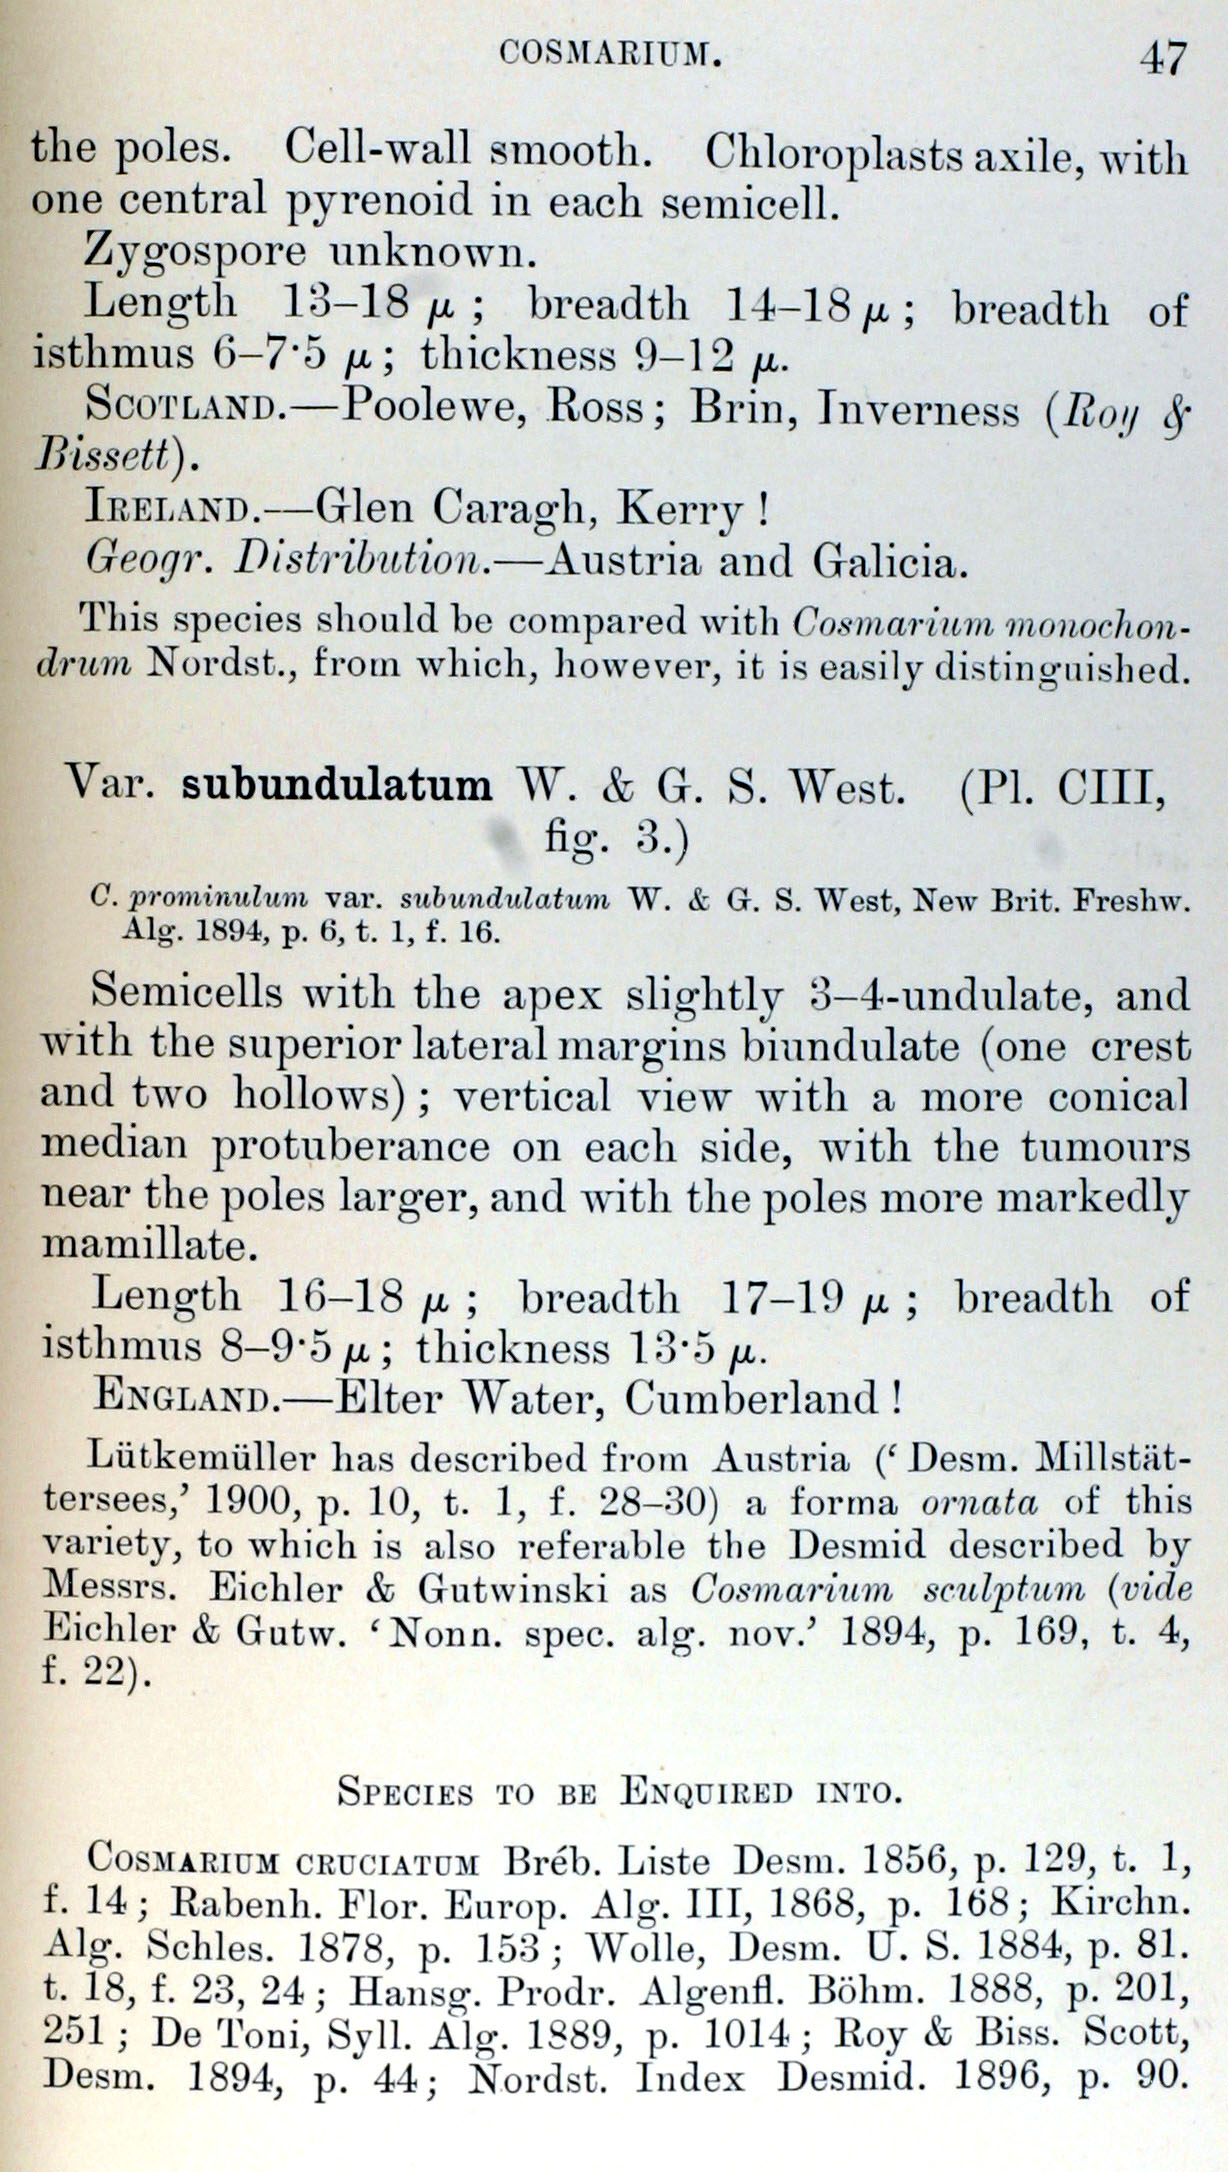 COSMARIUM. 47
the poles. Cell-wall smooth. Chloroplasts axile, with
one central pyrenoid in each semicell.
Zygospore unknown.
Length 13–18 μ ; breadth 14–18 μ ; breadth of
isthmus 6–7·5 μ ; thickness 9–12 μ.
SCOTLAND.—Poolewe, Ross ; Brin, Inverness (Roy &
Bissett).
IRELAND.—Glen Caragh, Kerry !
Geogr. Distribution.—Austria and Galicia.
This species should be compared with Cosmarium monochon-
drum Nordst., from which, however, it is easily distinguished.
Var. subundulatum W. & G. S. West. (Pl. CIII,
fig. 3.)
C. prominulum var. subundulatum W. & G. S. West, New Brit. Freshw.
Alg. 1894, p. 6, t. 1, f. 16.
Semicells with the apex slightly 3–4-undulate, and
with the superior lateral margins biundulate (one crest
and two hollows) ; vertical view with a more conical
median protuberance on each side, with the tumours
near the poles larger, and with the poles more markedly
mamillate.
Length 16–18 μ ; breadth 17–19 μ ; breadth of
isthmus 8–9·5 μ ; thickness 13·5 μ.
ENGLAND.—Elter Water, Cumberland !
Lütkemüller has described from Austria (‘ Desm. Millstät-
tersees,’ 1900, p. 10, t. 1, f. 28–30) a forma ornata of this
variety, to which is also referable the Desmid described by
Messrs. Eichler & Gutwinski as Cosmarium sculptum (vide
Eichler & Gutw. ‘Nonn. spec. alg. nov.’ 1894, p. 169, t. 4,
f. 22).
SPECIES TO BE ENQUIRED INTO.
COSMARIUM CRUCIATUM Bréb. Liste Desm. 1856, p. 129, t. 1,
f. 14 ; Rabenh. Flor. Europ. Alg. III, 1868, p. 168 ; Kirchn.
Alg. Schles. 1878, p. 153 ; Wolle, Desm. U. S. 1884, p. 81.
t. 18, f. 23, 24 ; Hansg. Prodr. Algenfl. Böhm. 1888, p. 201,
251 ; De Toni, Syll. Alg. 1889, p. 1014 ; Roy & Biss. Scott,
Desm. 1894, p. 44 ; Nordst. Index Desmid. 1896, p. 90.